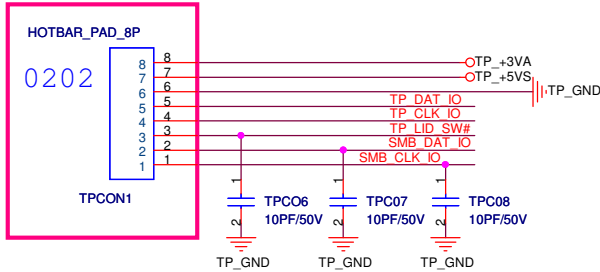 HOTBAR_PAD_8P
0202
8 8 TP_+3VA
7 7 TP_+5VS
6 6 TP_GND
5 5 TP_DAT_IO
4 4 TP_CLK_IO
3 3 TP_LID_SW#
2 2 SMB_DAT_IO
1 1 SMB_CLK_IO
TPCON1
1 1 1
TPCO6 TPC07 TPC08
10PF/50V 10PF/50V 10PF/50V
2 2 2
TP_GND TP_GND TP_GND